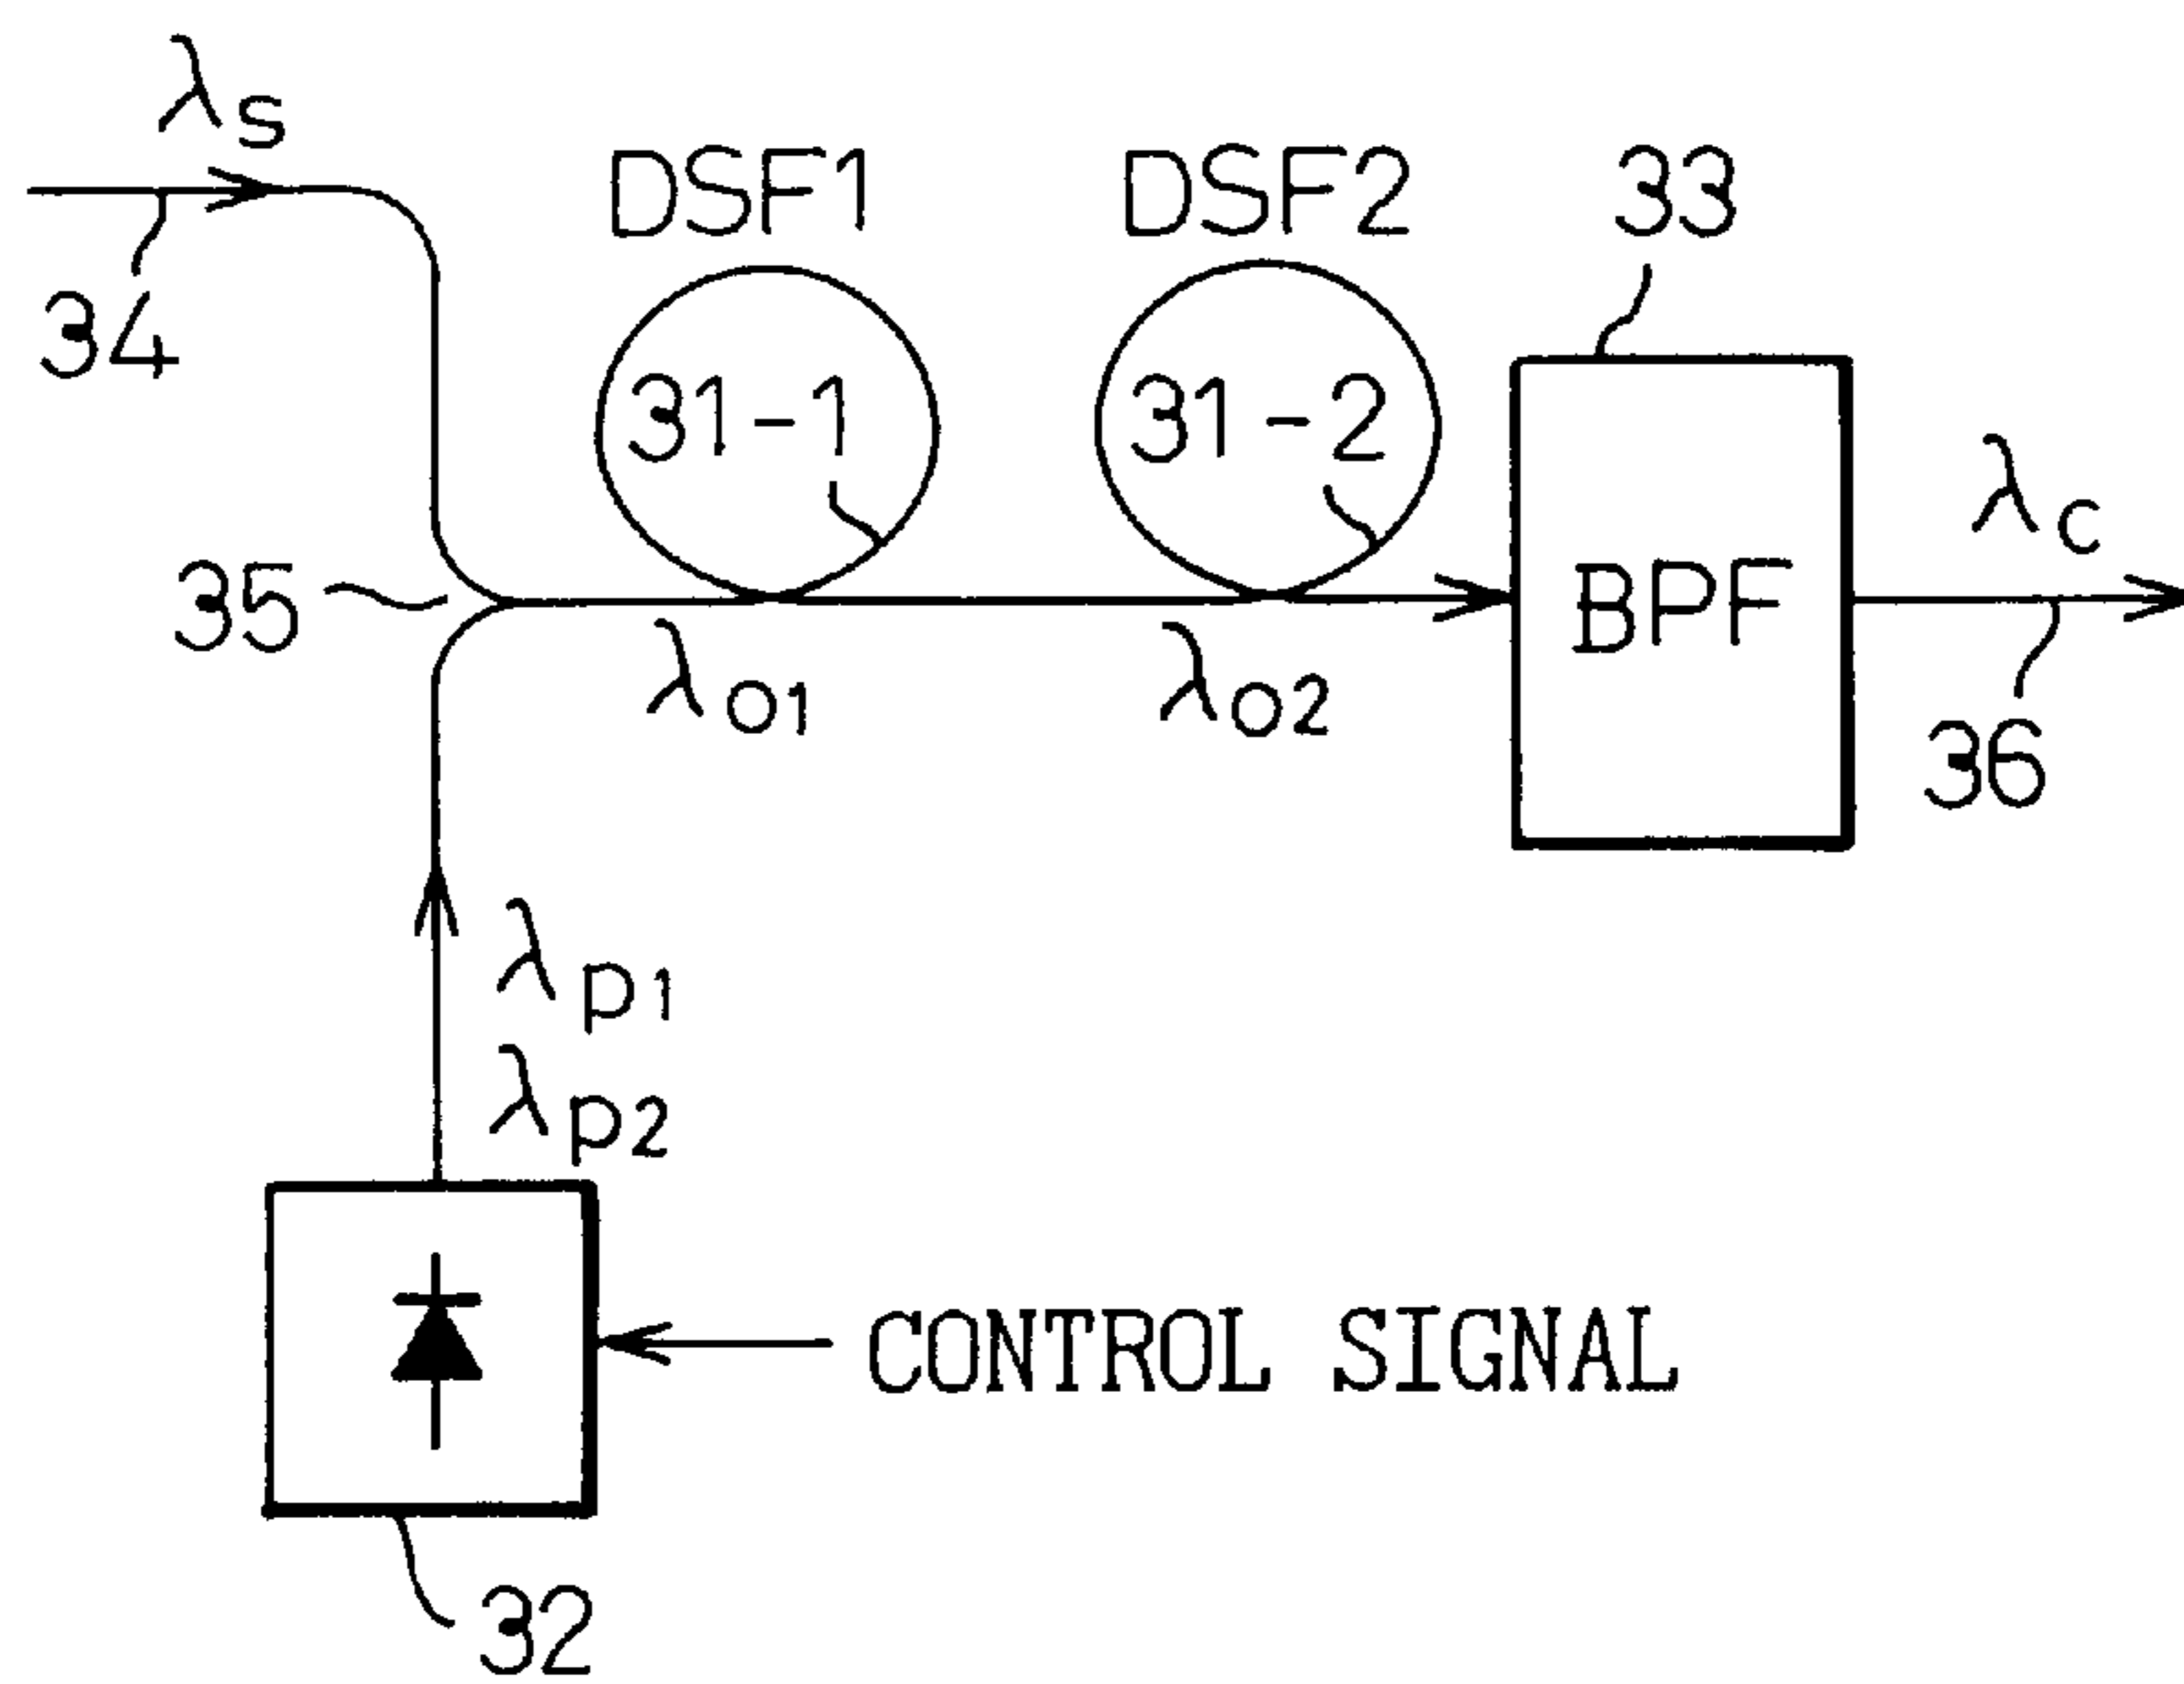 λs
DSF1
DSF2
33
34
31-1
31-2
λc
35
BPF
λo1
λo2
36
λp1
λp2
CONTROL SIGNAL
32